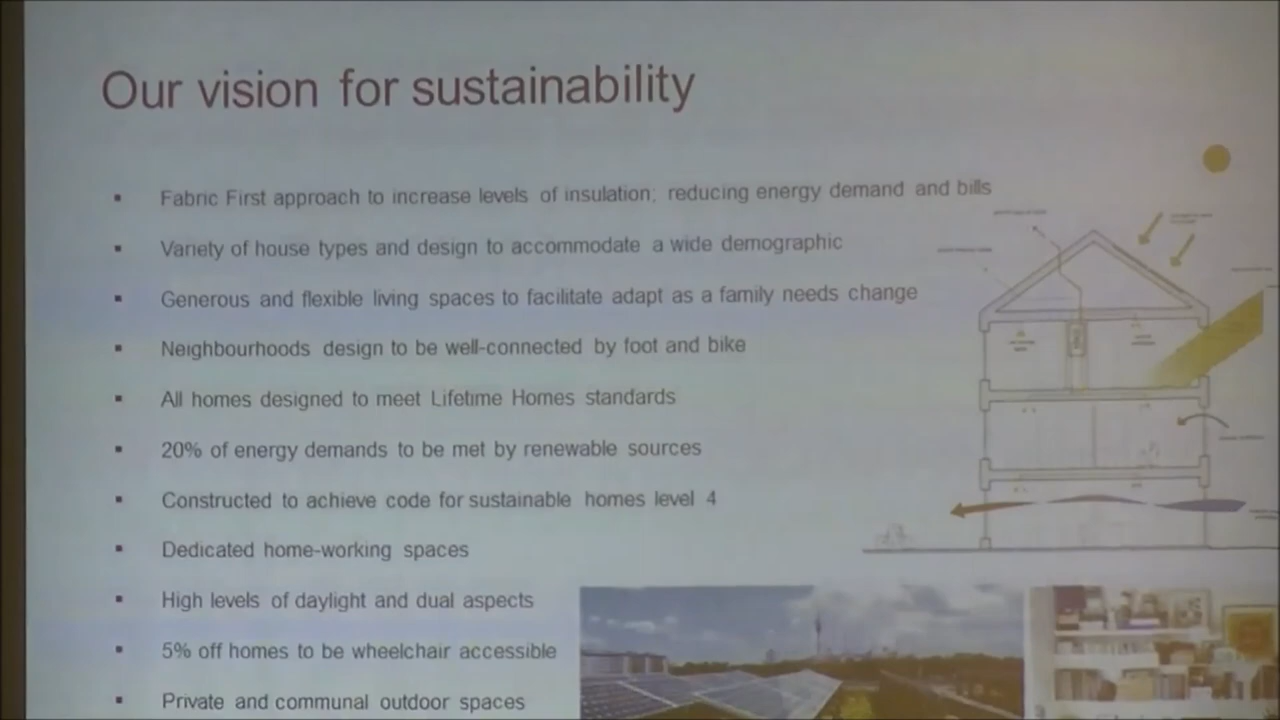 Our vision for sustainability
▪ Fabric First approach to increase levels of insulation; reducing energy demand and bills
▪ Variety of house types and design to accommodate a wide demographic
▪ Generous and flexible living spaces to facilitate adapt as a family needs change
▪ Neighbourhoods design to be well-connected by foot and bike
▪ All homes designed to meet Lifetime Homes standards
▪ 20% of energy demands to be met by renewable sources
▪ Constructed to achieve code for sustainable homes level 4
▪ Dedicated home-working spaces
▪ High levels of daylight and dual aspects
▪ 5% off homes to be wheelchair accessible
▪ Private and communal outdoor spaces